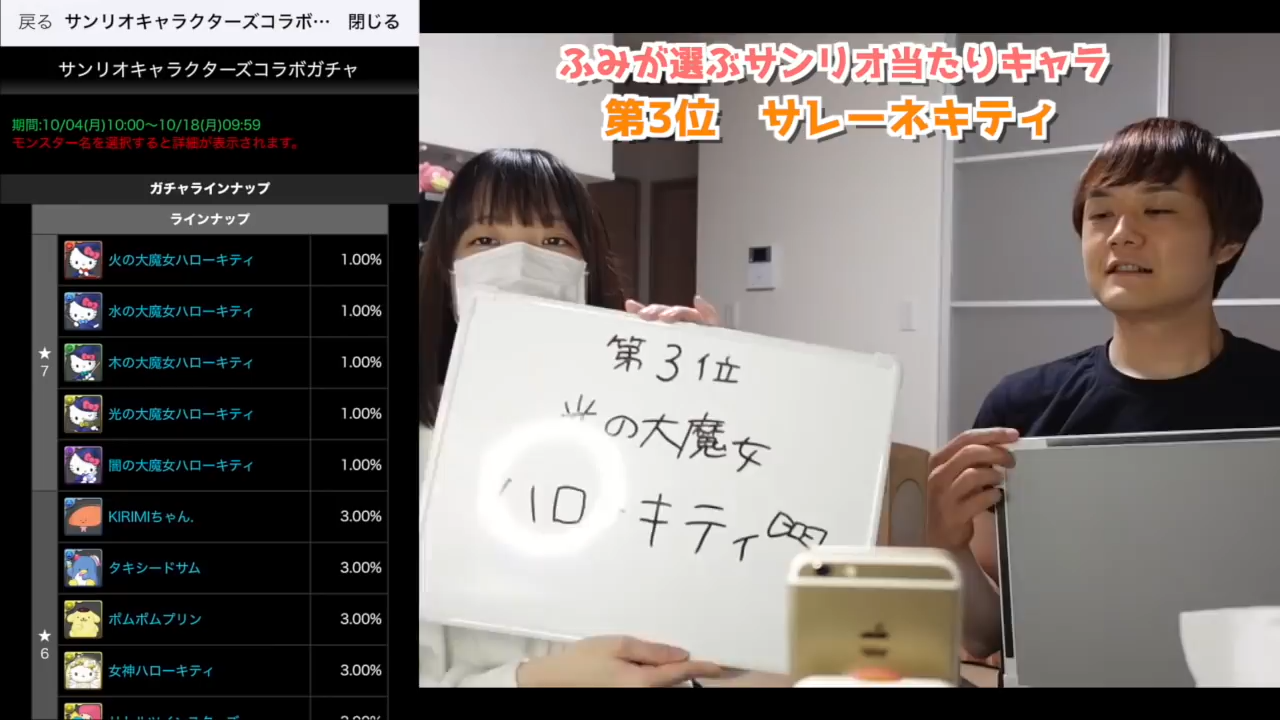 戻る サンリオキャラクターズコラボ… 閉じる
サンリオキャラクターズコラボガチャ
期間:10/04(月)10:00〜10/18(月)09:59
モンスター名を選択すると詳細が表示されます。
ガチャラインナップ
ラインナップ
★7
火の大魔女ハローキティ 1.00%
水の大魔女ハローキティ 1.00%
木の大魔女ハローキティ 1.00%
光の大魔女ハローキティ 1.00%
闇の大魔女ハローキティ 1.00%
★6
KIRIMIちゃん. 3.00%
タキシードサム 3.00%
ポムポムプリン 3.00%
女神ハローキティ 3.00%
ふみが選ぶサンリオ当たりキャラ
第3位 サレーネキティ
第3位
光の大魔女
ハロ キティ